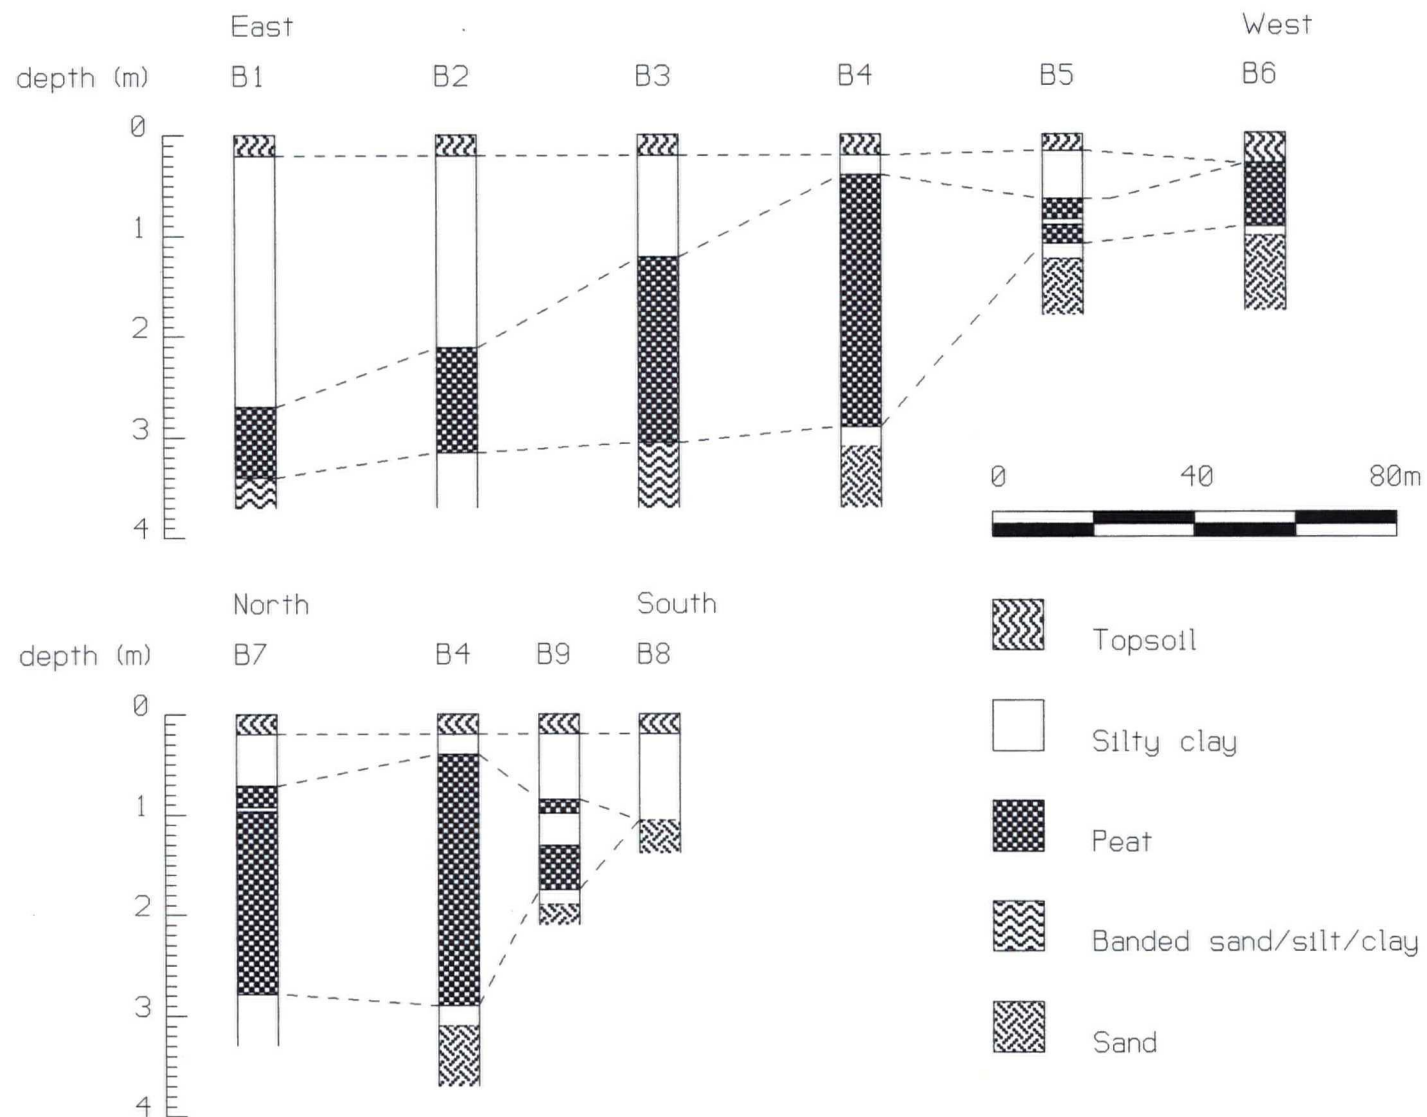 East West
depth (m) B1 B2 B3 B4 B5 B6
0
1
2
3
4
0 40 80m
North South
depth (m) B7 B4 B9 B8
0
1
2
3
4
Topsoil
Silty clay
Peat
Banded sand/silt/clay
Sand